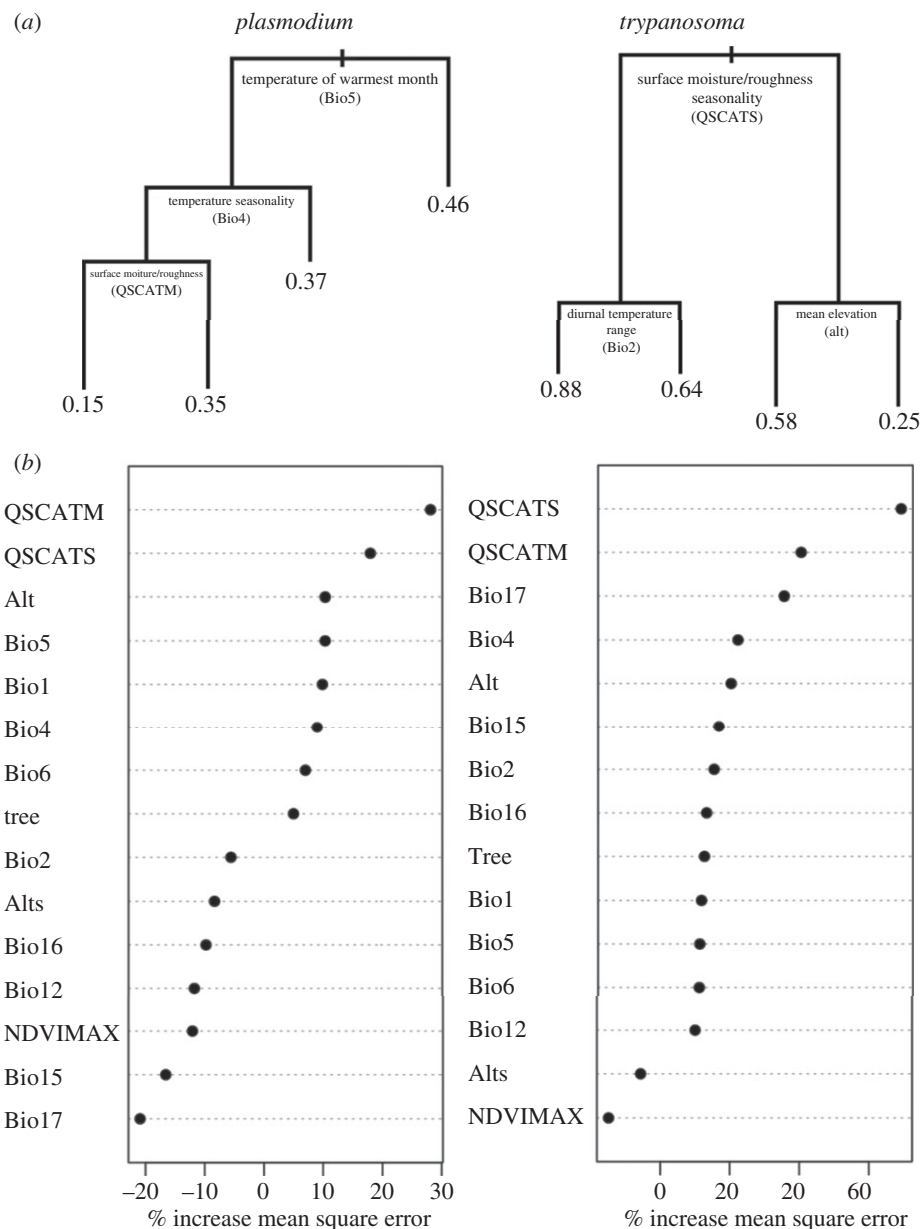 (a)
plasmodium
trypanosoma
temperature of warmest month
(Bio5)
surface moisture/roughness
seasonality
(QSCATS)
temperature seasonality
(Bio4)
0.46
surface moiture/roughness
(QSCATM)
0.37
diurnal temperature
range
(Bio2)
mean elevation
(alt)
0.15
0.35
0.88
0.64
0.58
0.25
(b)
QSCATM
QSCATS
Alt
Bio5
Bio1
Bio4
Bio6
tree
Bio2
Alts
Bio16
Bio12
NDVIMAX
Bio15
Bio17
−20 −10 0 10 20 30
% increase mean square error
QSCATS
QSCATM
Bio17
Bio4
Alt
Bio15
Bio2
Bio16
Tree
Bio1
Bio5
Bio6
Bio12
Alts
NDVIMAX
0 20 20 60
% increase mean square error